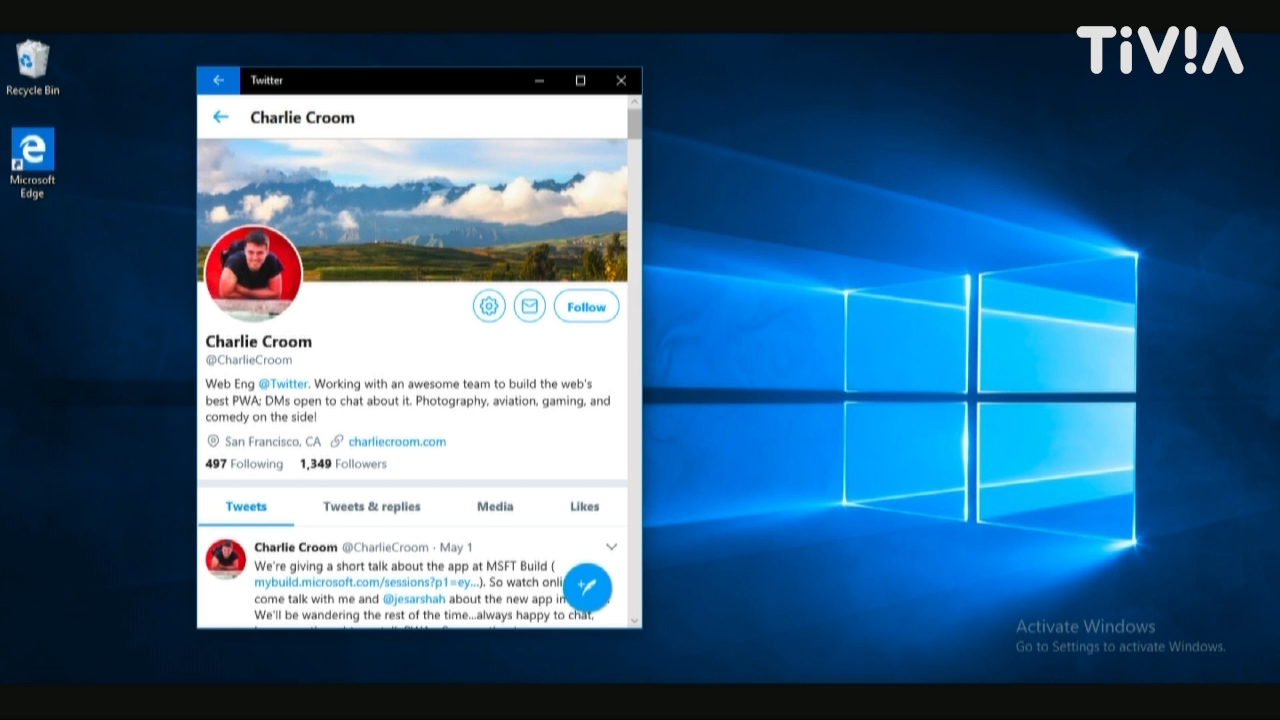 TiV!A
Recycle Bin
Microsoft
Edge
Twitter
Charlie Croom
Follow
Charlie Croom
@CharlieCroom
Web Eng @Twitter. Working with an awesome team to build the web's
best PWA; DMs open to chat about it. Photography, aviation, gaming, and
comedy on the side!
San Francisco, CA charliecroom.com
497 Following 1,349 Followers
Tweets Tweets & replies Media Likes
Charlie Croom @CharlieCroom · May 1
We're giving a short talk about the app at MSFT Build (
mybuild.microsoft.com/sessions?p1=ey...). So watch onli
come talk with me and @jesarshah about the new app in
We'll be wandering the rest of the time...always happy to chat,
Activate Windows
Go to Settings to activate Windows.